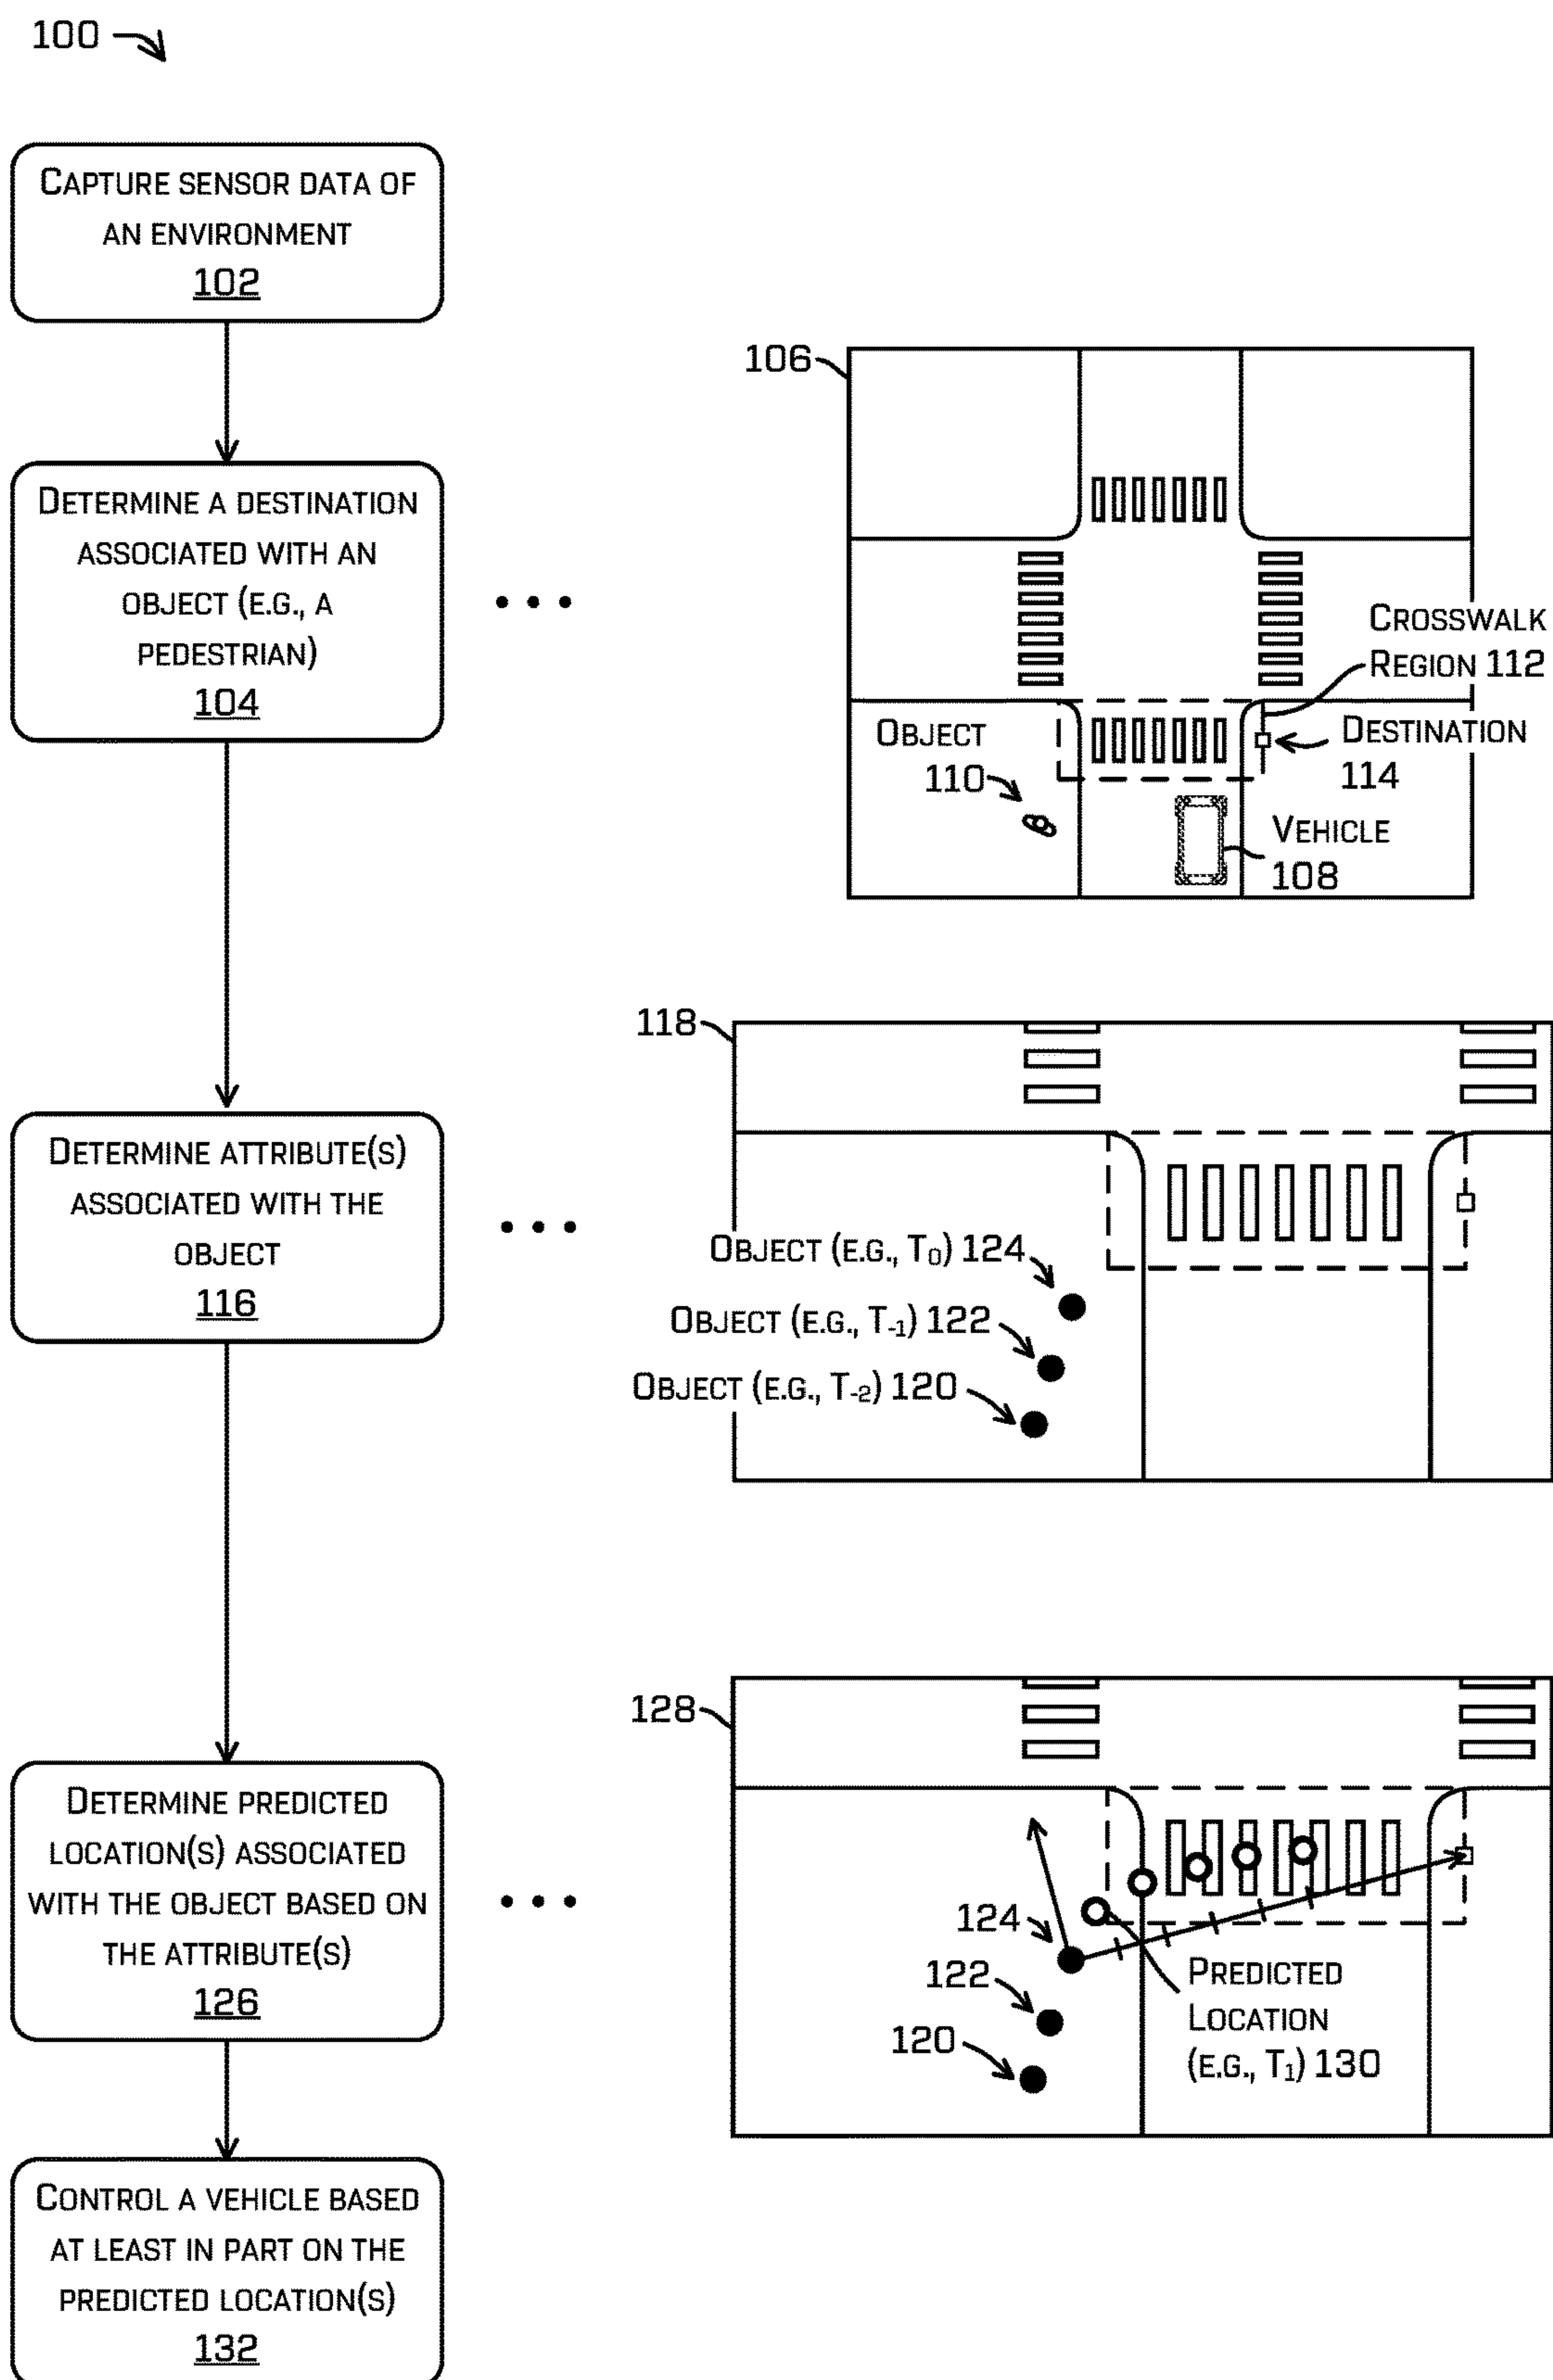 100
CAPTURE SENSOR DATA OF
AN ENVIRONMENT
102
DETERMINE A DESTINATION
ASSOCIATED WITH AN
OBJECT (E.G., A
PEDESTRIAN)
104
106
CROSSWALK
REGION 112
OBJECT
110
DESTINATION
114
VEHICLE
108
DETERMINE ATTRIBUTE(S)
ASSOCIATED WITH THE
OBJECT
116
118
OBJECT (E.G., T₀) 124
OBJECT (E.G., T₋₁) 122
OBJECT (E.G., T₋₂) 120
DETERMINE PREDICTED
LOCATION(S) ASSOCIATED
WITH THE OBJECT BASED ON
THE ATTRIBUTE(S)
126
128
124
122
120
PREDICTED
LOCATION
(E.G., T₁) 130
CONTROL A VEHICLE BASED
AT LEAST IN PART ON THE
PREDICTED LOCATION(S)
132